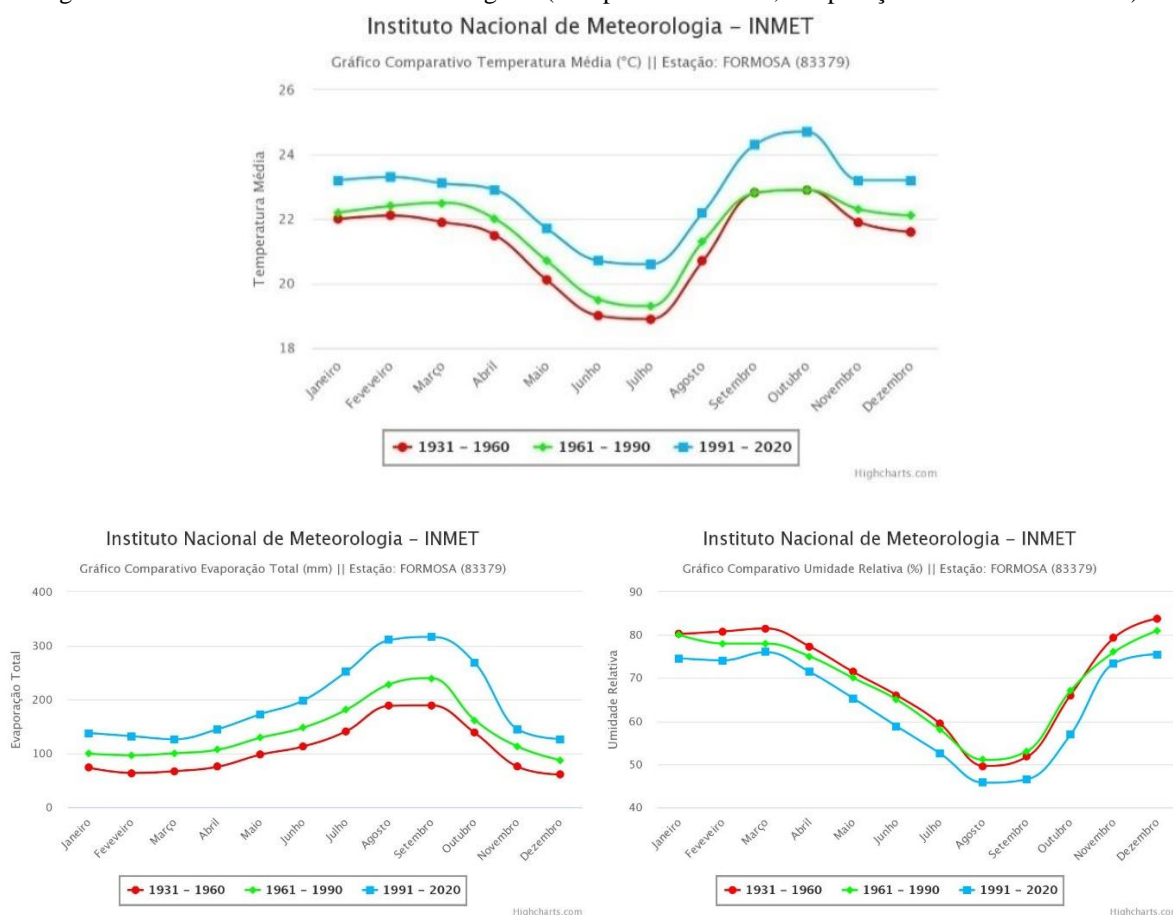 Instituto Nacional de Meteorologia – INMET
Gráfico Comparativo Temperatura Média (°C) || Estação: FORMOSA (83379)
26
24
22
20
18
Temperatura Média
Janeiro
Feveveiro
Março
Abril
Maio
Junho
Julho
Agosto
Setembro
Outubro
Novembro
Dezembro
1931 – 1960
1961 – 1990
1991 – 2020
Highcharts.com
Instituto Nacional de Meteorologia – INMET
Gráfico Comparativo Evaporação Total (mm) || Estação: FORMOSA (83379)
400
300
200
100
0
Evaporação Total
Janeiro
Feveveiro
Março
Abril
Maio
Junho
Julho
Agosto
Setembro
Outubro
Novembro
Dezembro
1931 – 1960
1961 – 1990
1991 – 2020
Highcharts.com
Instituto Nacional de Meteorologia – INMET
Gráfico Comparativo Umidade Relativa (%) || Estação: FORMOSA (83379)
90
80
70
60
50
40
Umidade Relativa
Janeiro
Feveveiro
Março
Abril
Maio
Junho
Julho
Agosto
Setembro
Outubro
Novembro
Dezembro
1931 – 1960
1961 – 1990
1991 – 2020
Highcharts.com